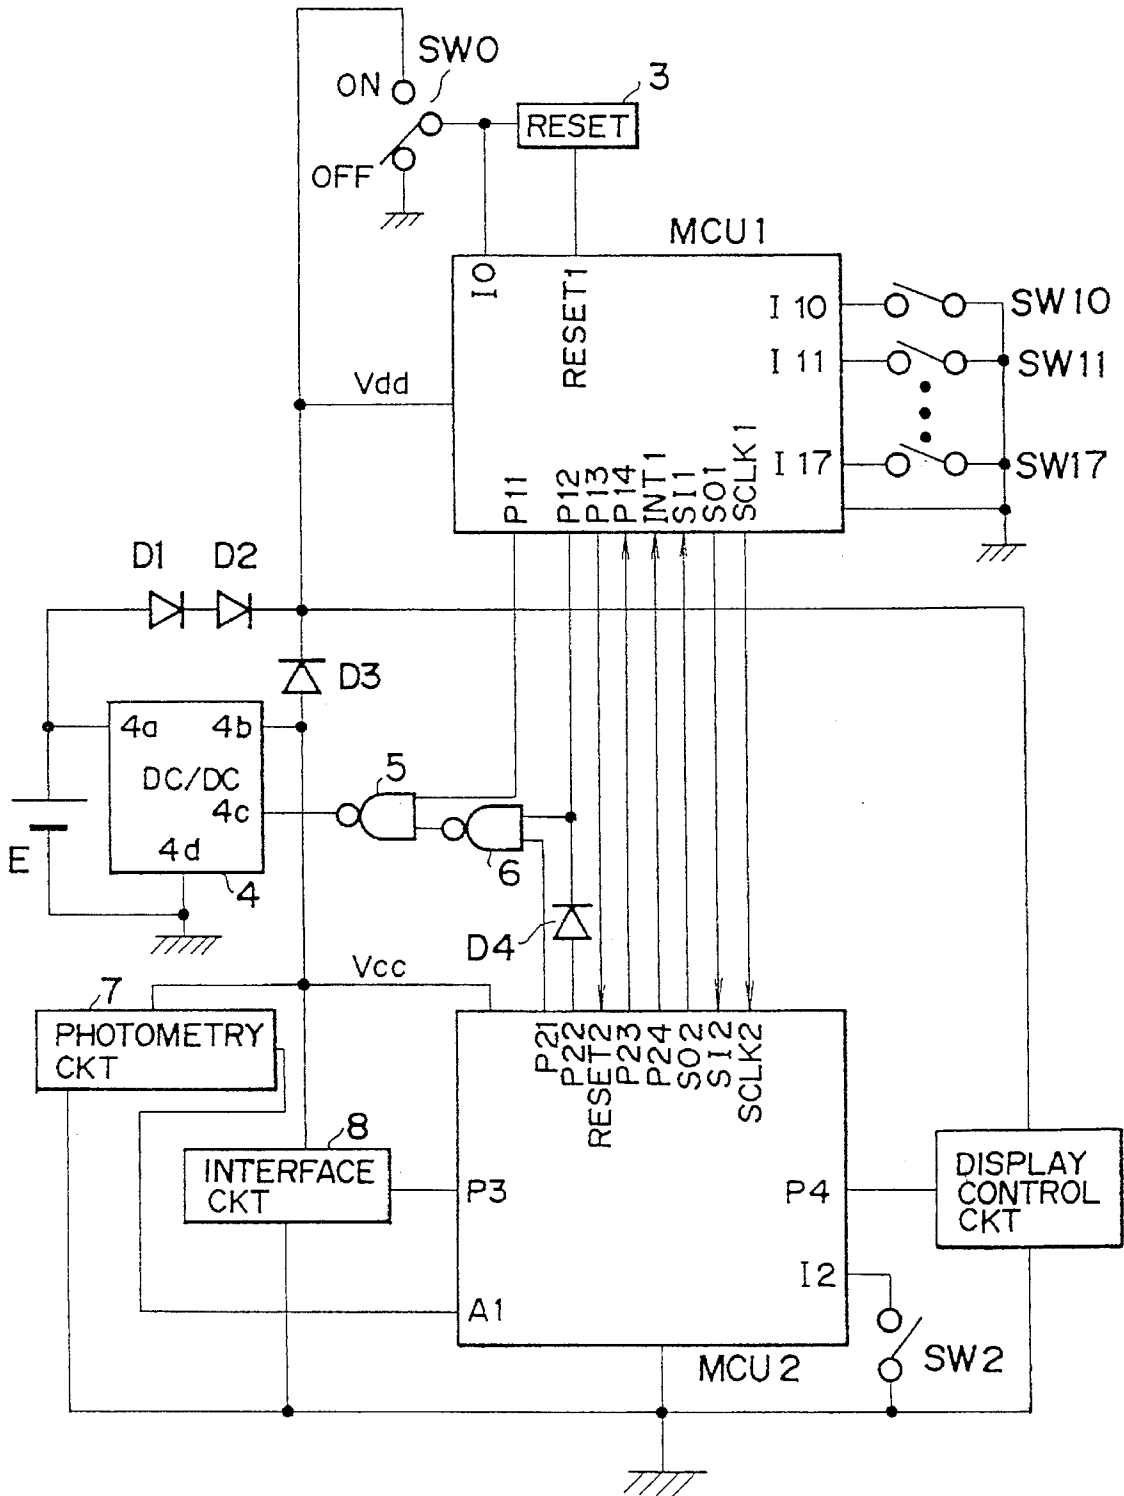 SW0
ON
OFF
3
RESET
MCU1
I0
RESET1
I 10
SW10
I 11
SW11
I 17
SW17
Vdd
P11
P12
P13
P14
INT1
SI1
SO1
SCLK1
D1
D2
D3
4a
4b
DC/DC
4c
4d
4
E
5
6
D4
Vcc
7
PHOTOMETRY
CKT
P21
P22
RESET2
P23
P24
SO2
SI2
SCLK2
8
INTERFACE
CKT
P3
P4
DISPLAY
CONTROL
CKT
I2
A1
SW2
MCU2